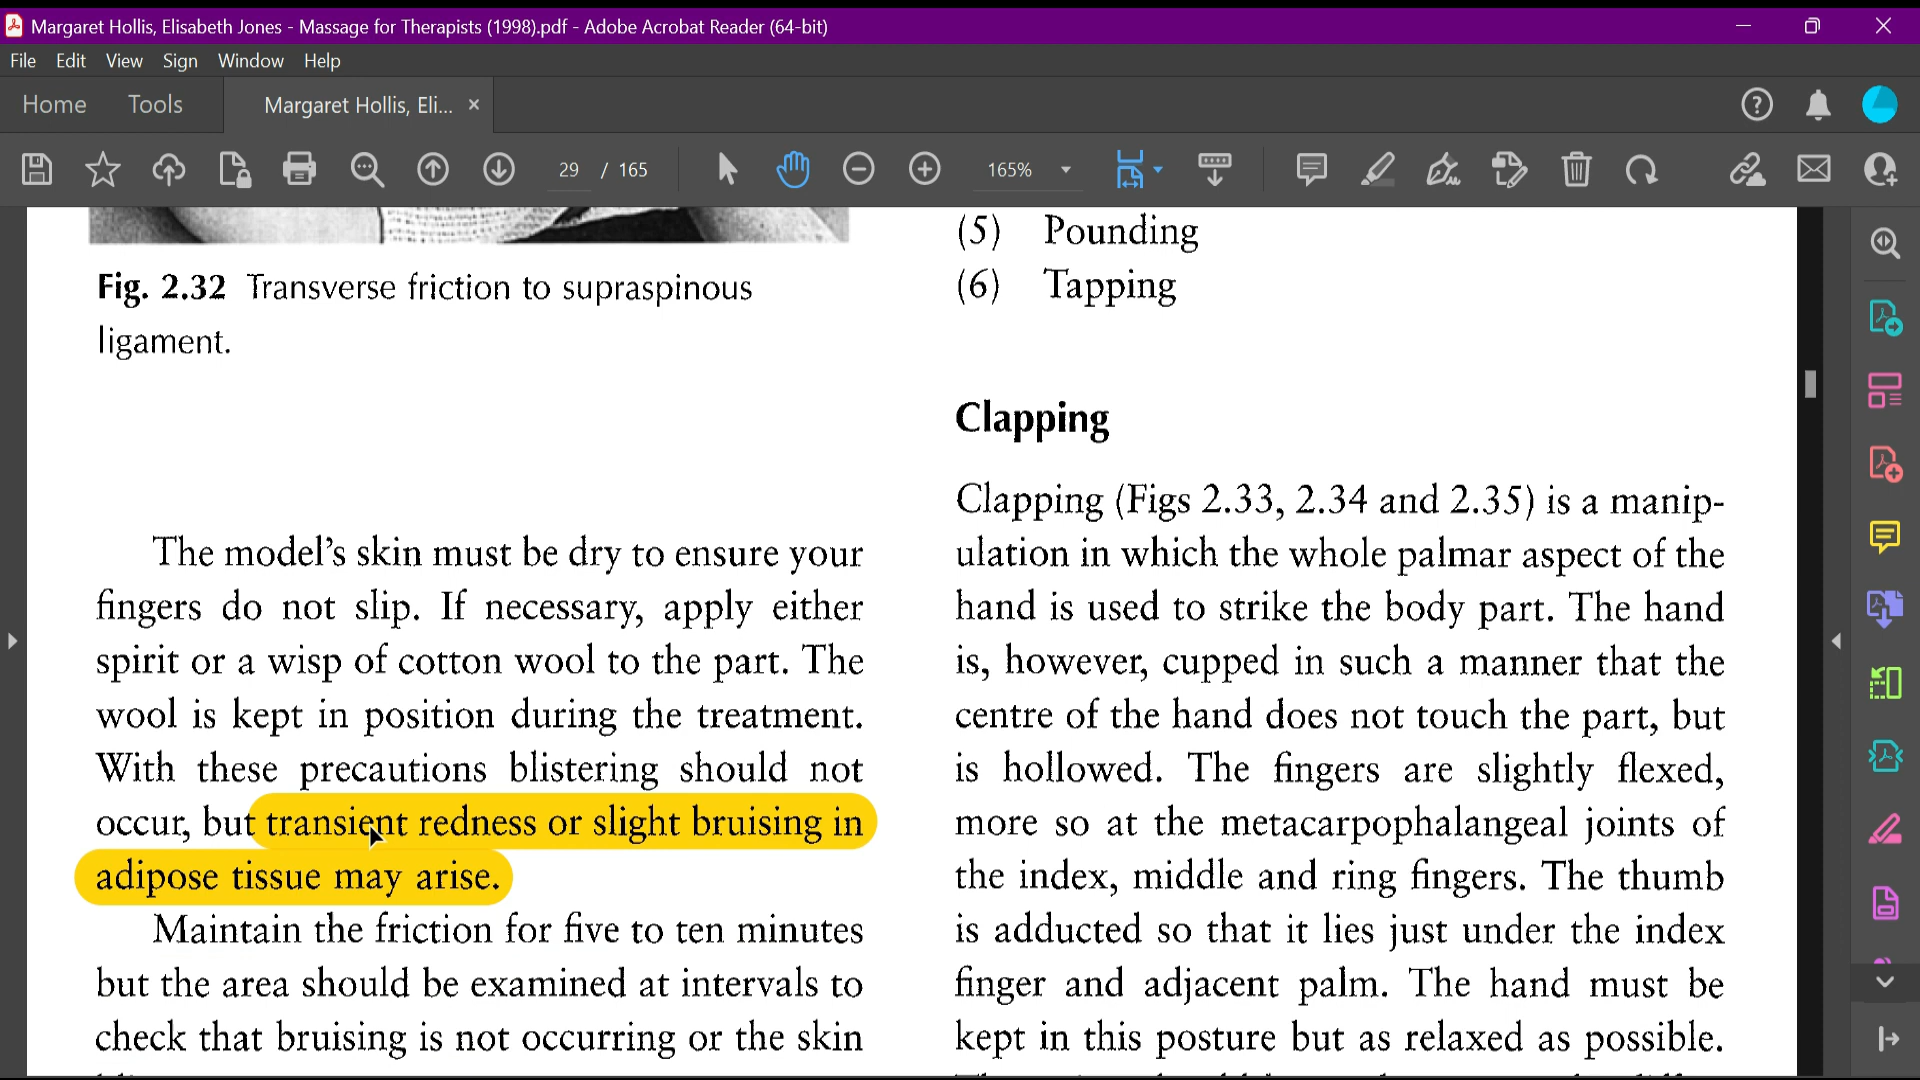 Margaret Hollis, Elisabeth Jones - Massage for Therapists (1998).pdf - Adobe Acrobat Reader (64-bit)
File Edit View Sign Window Help
Home Tools Margaret Hollis, Eli... ×
29 / 165 165%
Fig. 2.32 Transverse friction to supraspinous
ligament.
The model's skin must be dry to ensure your
fingers do not slip. If necessary, apply either
spirit or a wisp of cotton wool to the part. The
wool is kept in position during the treatment.
With these precautions blistering should not
occur, but transient redness or slight bruising in
adipose tissue may arise.
Maintain the friction for five to ten minutes
but the area should be examined at intervals to
check that bruising is not occurring or the skin
(5) Pounding
(6) Tapping
Clapping
Clapping (Figs 2.33, 2.34 and 2.35) is a manip-
ulation in which the whole palmar aspect of the
hand is used to strike the body part. The hand
is, however, cupped in such a manner that the
centre of the hand does not touch the part, but
is hollowed. The fingers are slightly flexed,
more so at the metacarpophalangeal joints of
the index, middle and ring fingers. The thumb
is adducted so that it lies just under the index
finger and adjacent palm. The hand must be
kept in this posture but as relaxed as possible.